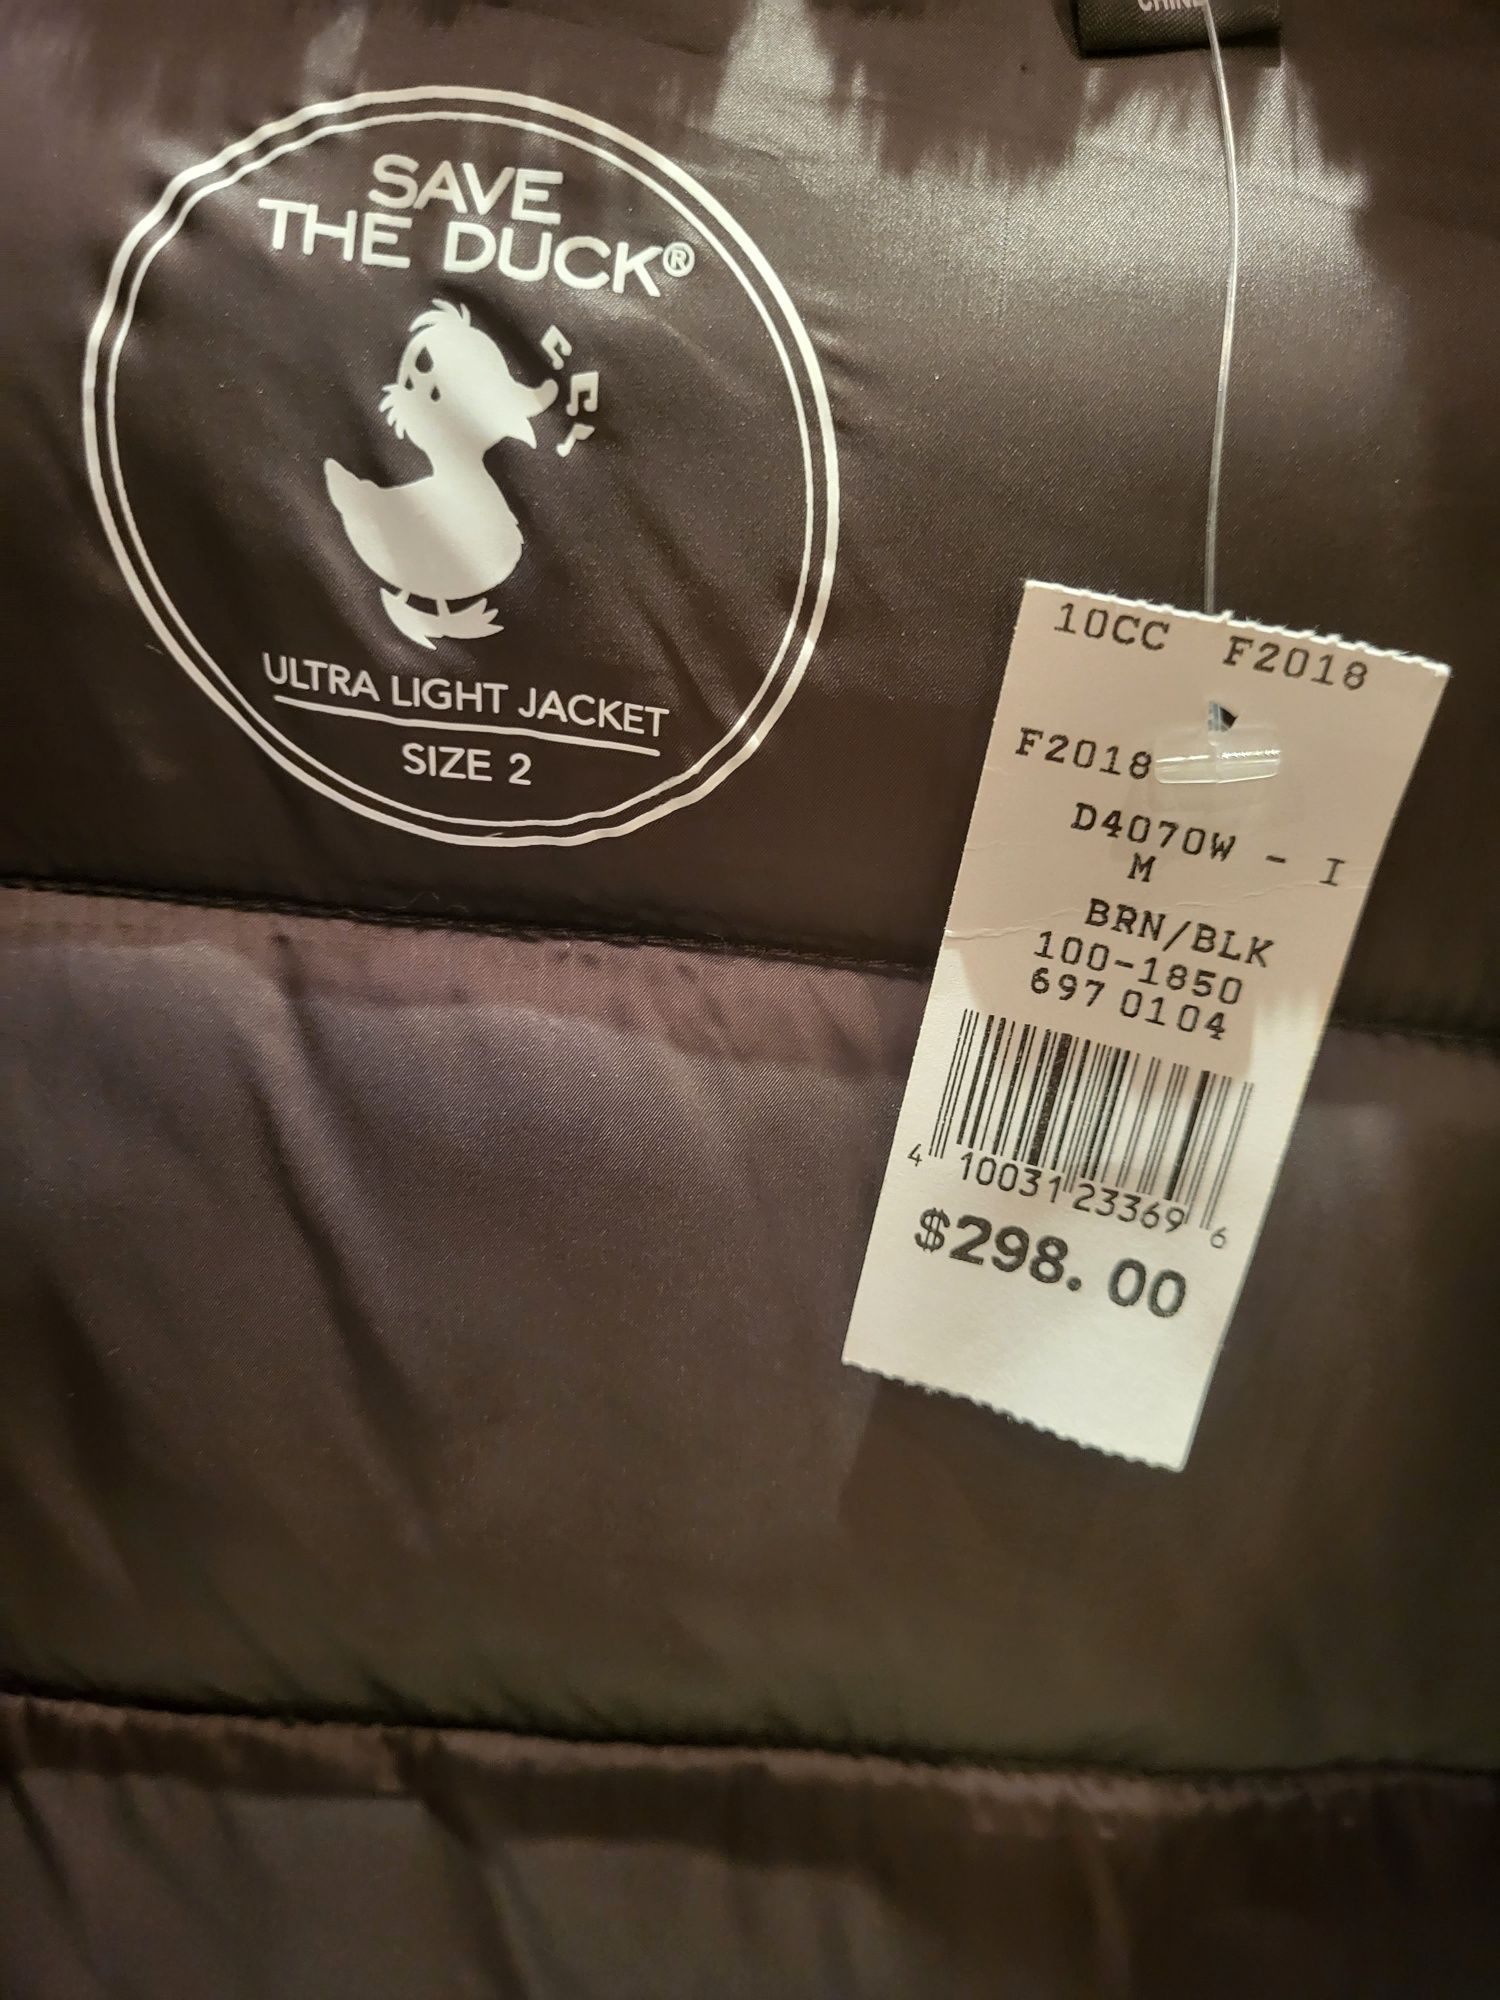 SAVE
THE DUCK®
ULTRA LIGHT JACKET
SIZE 2
10CC F2018
F2018
D4070W - I
M
BRN/BLK
100-1850
697 0104
4 10031 23369 6
$298.00